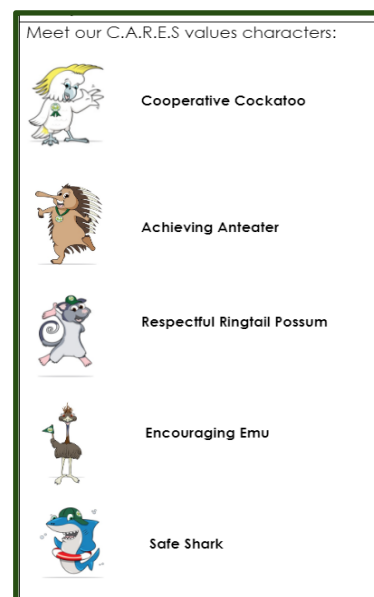 Meet our C.A.R.E.S values characters:
Cooperative Cockatoo
Achieving Anteater
Respectful Ringtail Possum
Encouraging Emu
Safe Shark